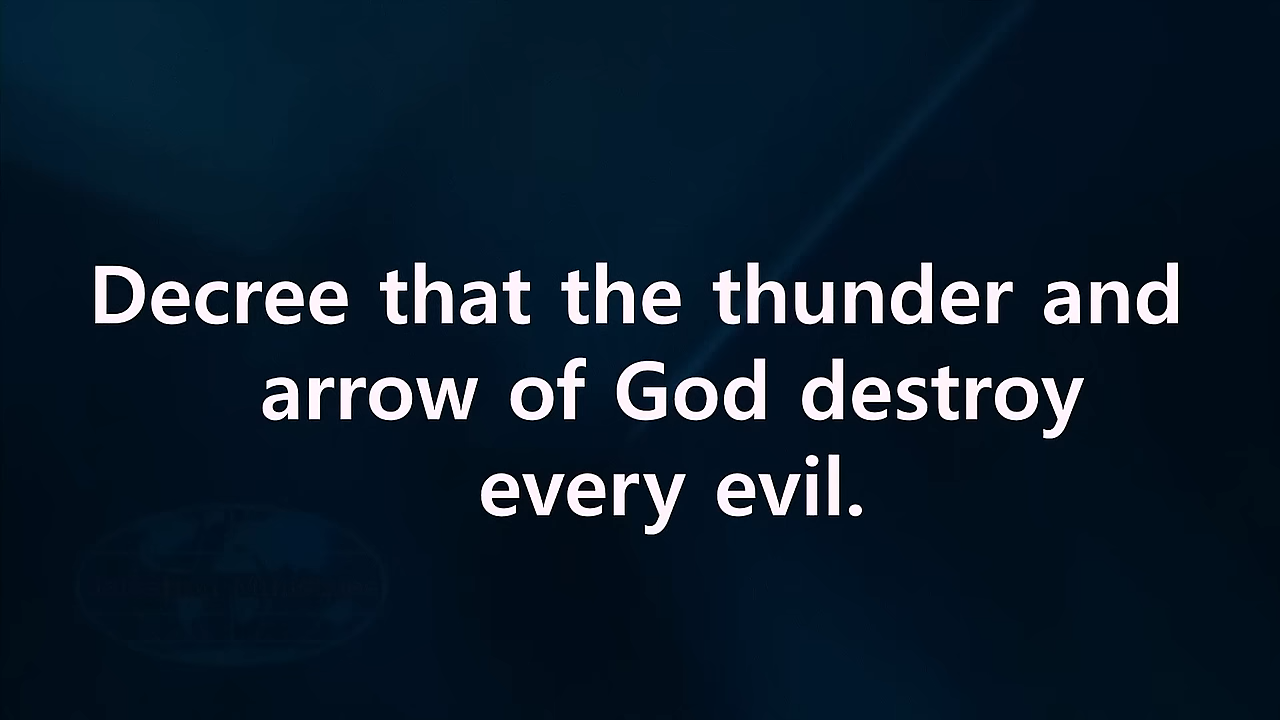 Decree that the thunder and
arrow of God destroy
every evil.